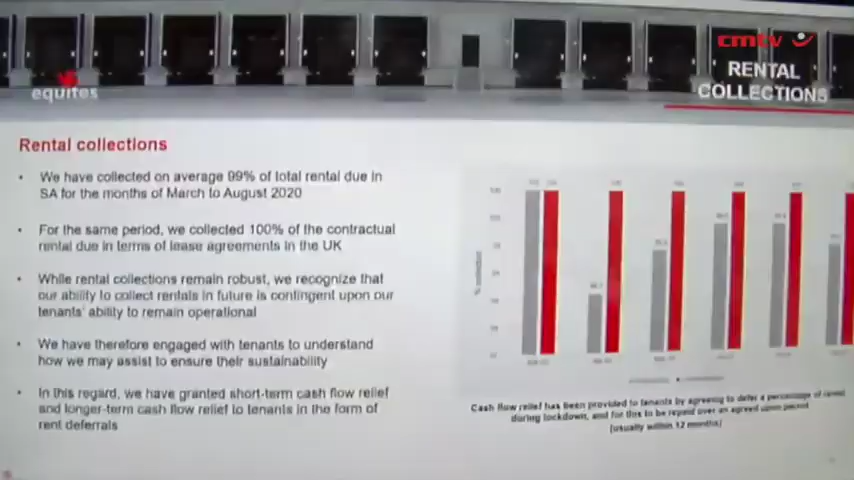 cmtv
equites
RENTAL
COLLECTIONS
Rental collections
• We have collected on average 99% of total rental due in
SA for the months of March to August 2020
• For the same period, we collected 100% of the contractual
rental due in terms of lease agreements in the UK
• While rental collections remain robust, we recognize that
our ability to collect rentals in future is contingent upon our
tenants' ability to remain operational
• We have therefore engaged with tenants to understand
how we may assist to ensure their sustainability
• In this regard, we have granted short-term cash flow relief
and longer-term cash flow relief to tenants in the form of
rent deferrals
% collected
Cash flow relief has been provided to tenants by agreeing to defer a percentage of rental
during lockdown, and for this to be repaid over an agreed upon period
(usually within 12 months)